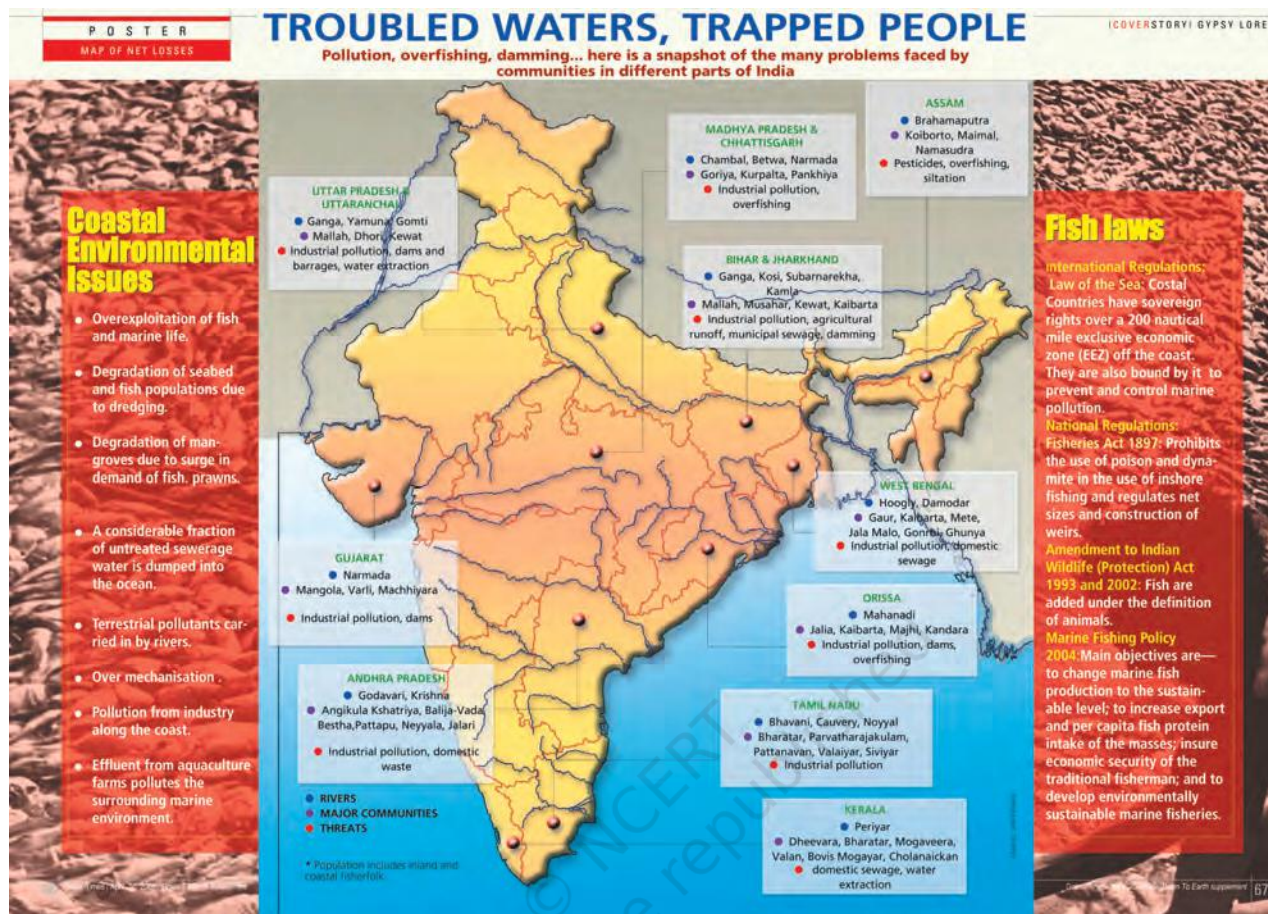 POSTER
MAP OF NET LOSSES
TROUBLED WATERS, TRAPPED PEOPLE
|COVERSTORY| GYPSY LORE
Pollution, overfishing, damming... here is a snapshot of the many problems faced by
communities in different parts of India
Coastal
Environmental
Issues
• Overexploitation of fish
and marine life.
• Degradation of seabed
and fish populations due
to dredging.
• Degradation of man-
groves due to surge in
demand of fish. prawns.
• A considerable fraction
of untreated sewerage
water is dumped into
the ocean.
• Terrestrial pollutants car-
ried in by rivers.
• Over mechanisation .
• Pollution from industry
along the coast.
• Effluent from aquaculture
farms pollutes the
surrounding marine
environment.
UTTAR PRADESH &
UTTARANCHAL
• Ganga, Yamuna, Gomti
• Mallah, Dhori, Kewat
• Industrial pollution, dams and
barrages, water extraction
MADHYA PRADESH &
CHHATTISGARH
• Chambal, Betwa, Narmada
• Goriya, Kurpalta, Pankhiya
• Industrial pollution,
overfishing
ASSAM
• Brahamaputra
• Koiborto, Maimal,
Namasudra
• Pesticides, overfishing,
siltation
BIHAR & JHARKHAND
• Ganga, Kosi, Subarnarekha,
Kamla
• Mallah, Musahar, Kewat, Kaibarta
• Industrial pollution, agricultural
runoff, municipal sewage, damming
WEST BENGAL
• Hoogly, Damodar
• Gaur, Kaibarta, Mete,
Jala Malo, Gonrhi, Ghunya
• Industrial pollution, domestic
sewage
GUJARAT
• Narmada
• Mangola, Varli, Machhiyara
• Industrial pollution, dams
ORISSA
• Mahanadi
• Jalia, Kaibarta, Majhi, Kandara
• Industrial pollution, dams,
overfishing
ANDHRA PRADESH
• Godavari, Krishna
• Angikula Kshatriya, Balija-Vada,
Bestha,Pattapu, Neyyala, Jalari
• Industrial pollution, domestic
waste
TAMIL NADU
• Bhavani, Cauvery, Noyyal
• Bharatar, Parvatharajakulam,
Pattanavan, Valaiyar, Siviyar
• Industrial pollution
KERALA
• Periyar
• Dheevara, Bharatar, Mogaveera,
Valan, Bovis Mogayar, Cholanaickan
• domestic sewage, water
extraction
• RIVERS
• MAJOR COMMUNITIES
• THREATS
* Population includes inland and
coastal fisherfolk.
Fish laws
International Regulations;
Law of the Sea: Costal
Countries have sovereign
rights over a 200 nautical
mile exclusive economic
zone (EEZ) off the coast.
They are also bound by it to
prevent and control marine
pollution.
National Regulations:
Fisheries Act 1897: Prohibits
the use of poison and dyna-
mite in the use of inshore
fishing and regulates net
sizes and construction of
weirs.
Amendment to Indian
Wildlife (Protection) Act
1993 and 2002: Fish are
added under the definition
of animals.
Marine Fishing Policy
2004:Main objectives are—
to change marine fish
production to the sustain-
able level; to increase export
and per capita fish protein
intake of the masses; insure
economic security of the
traditional fisherman; and to
develop environmentally
sustainable marine fisheries.
To Earth supplement
67
© NCERT
be republished